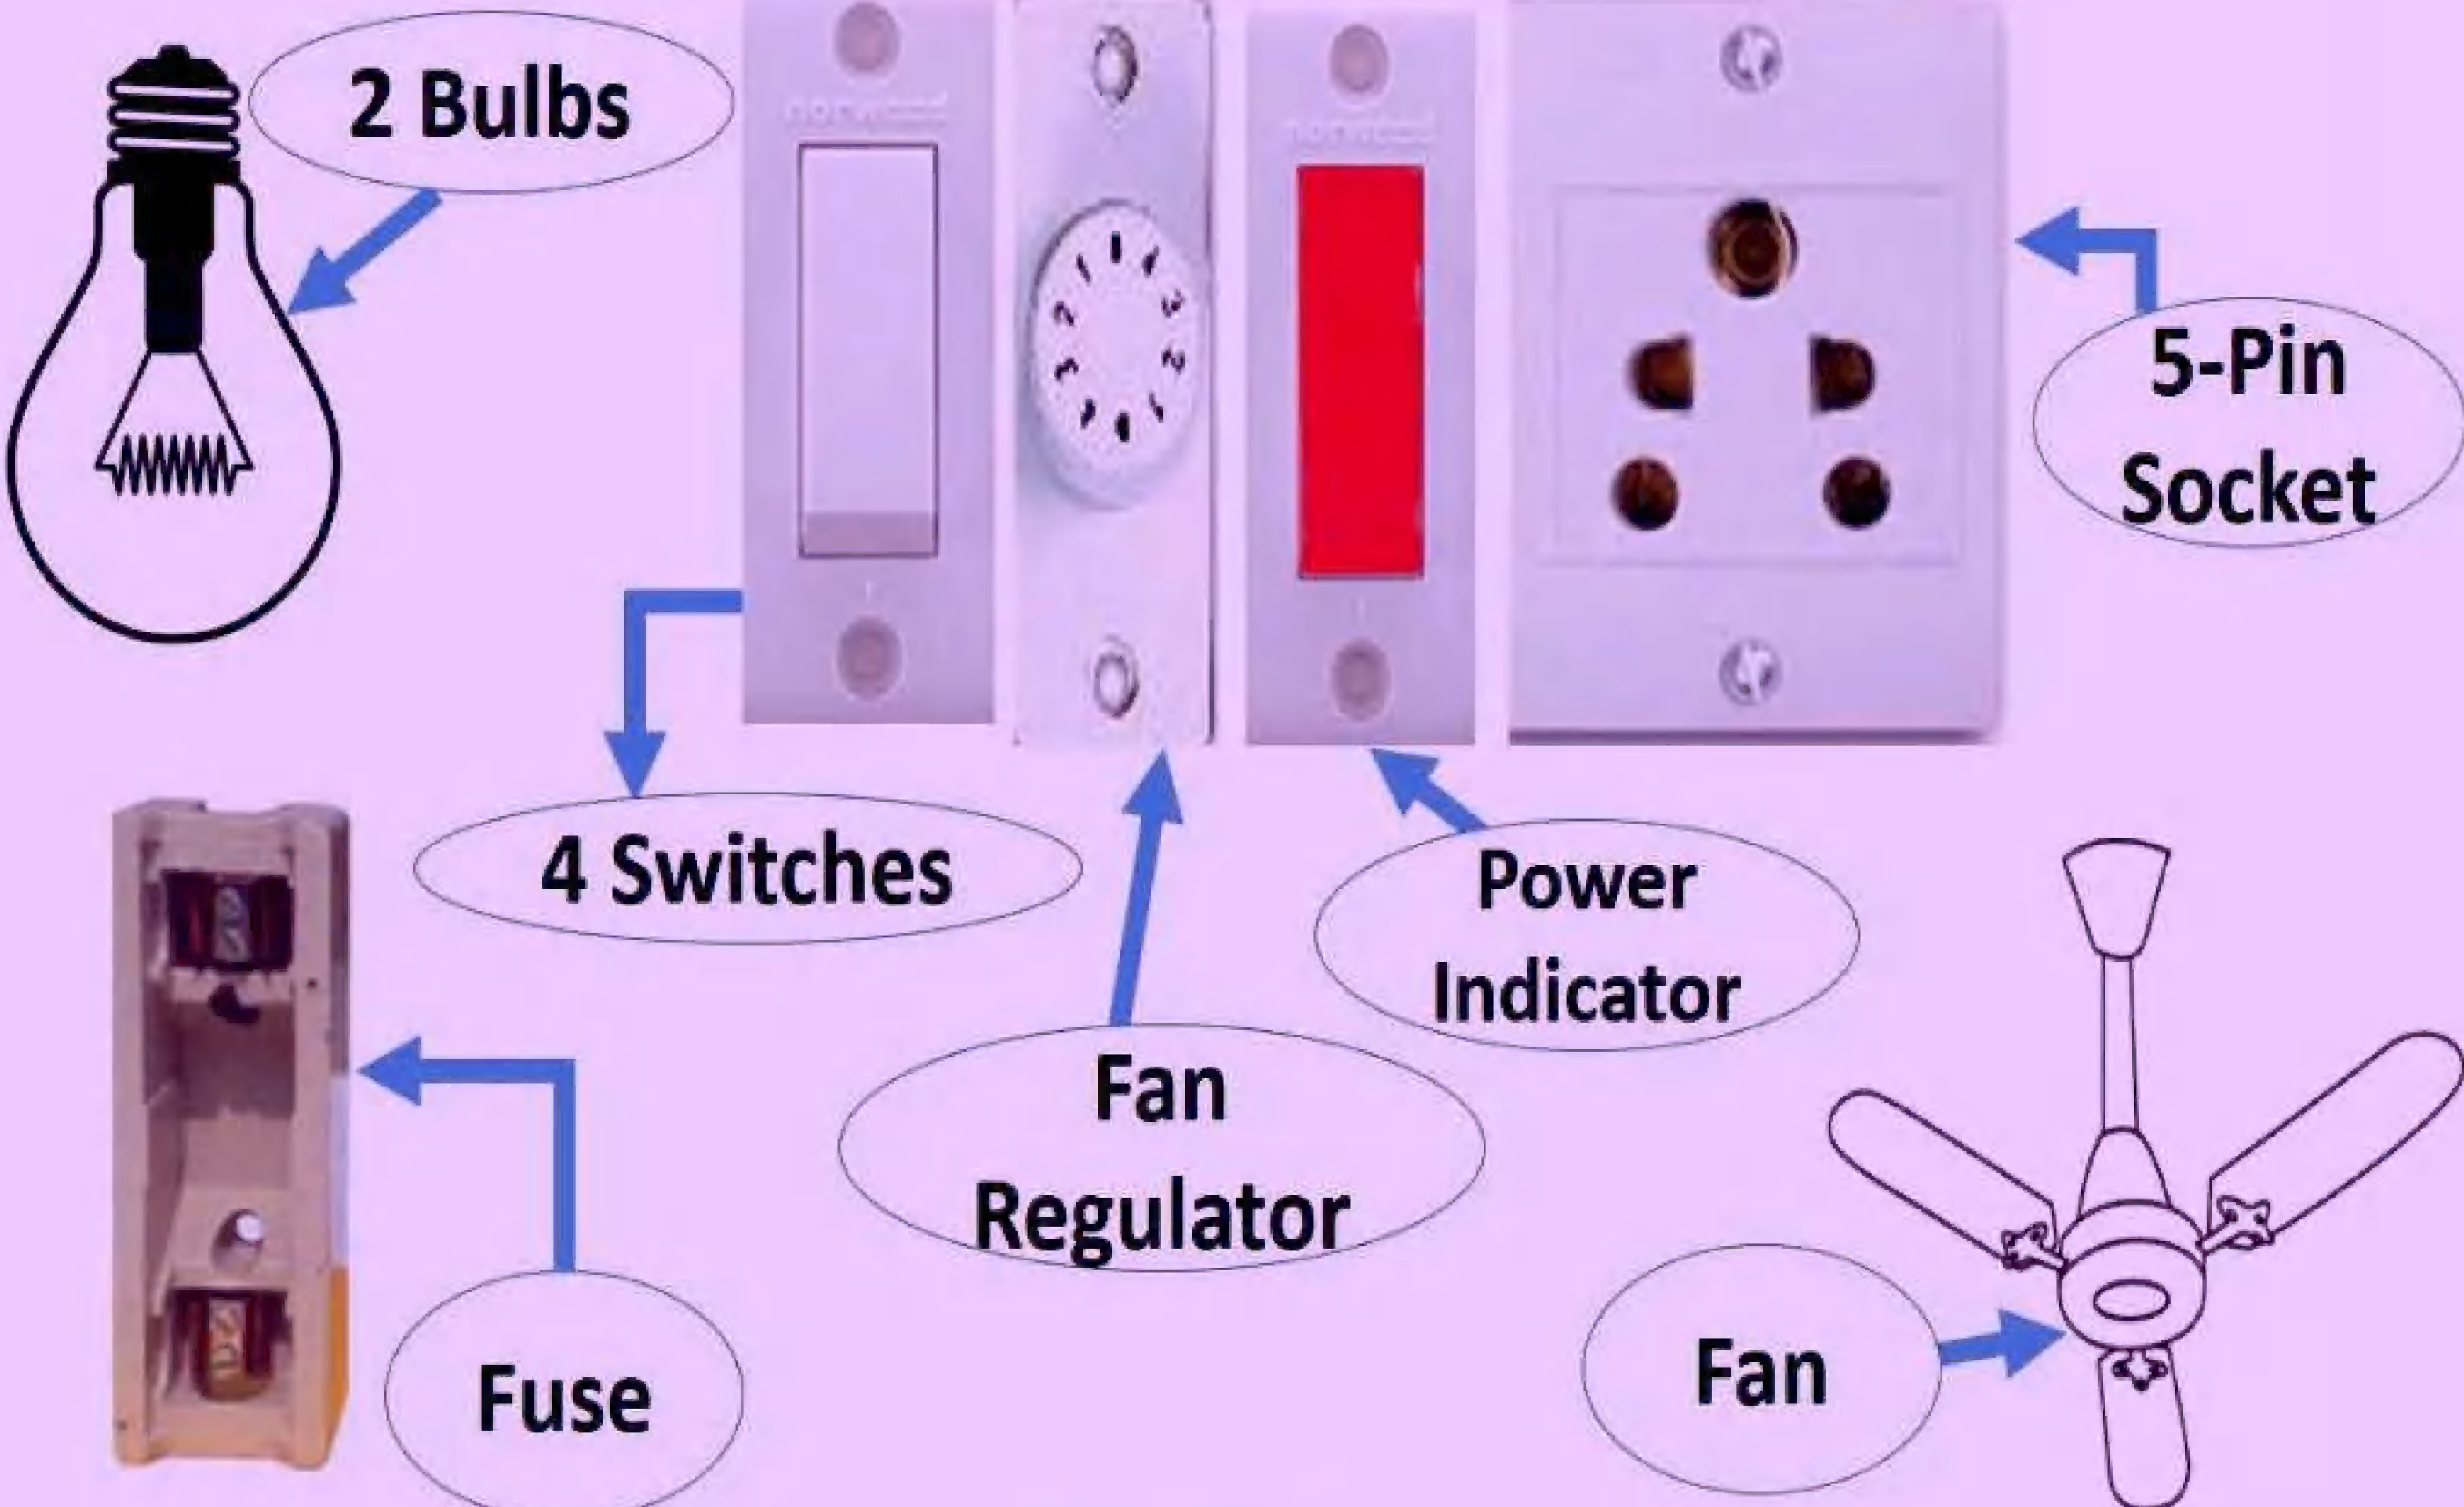 2 Bulbs
5-Pin
Socket
4 Switches
Power
Indicator
Fan
Regulator
Fuse
Fan